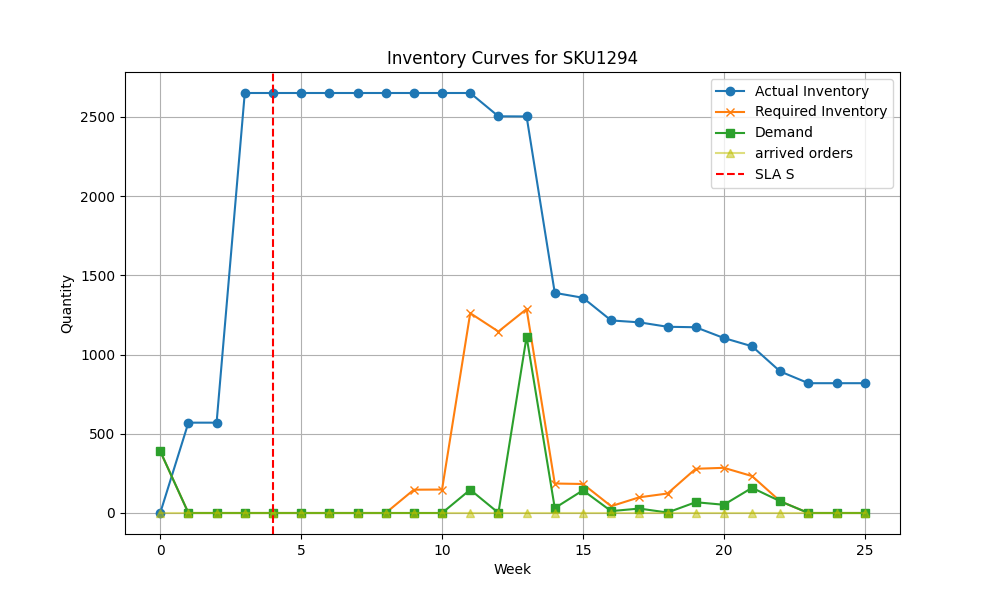 Inventory Curves for SKU1294
Actual Inventory
Required Inventory
Demand
arrived orders
SLA S
Quantity
2500
2000
1500
1000
500
0
0 5 10 15 20 25
Week